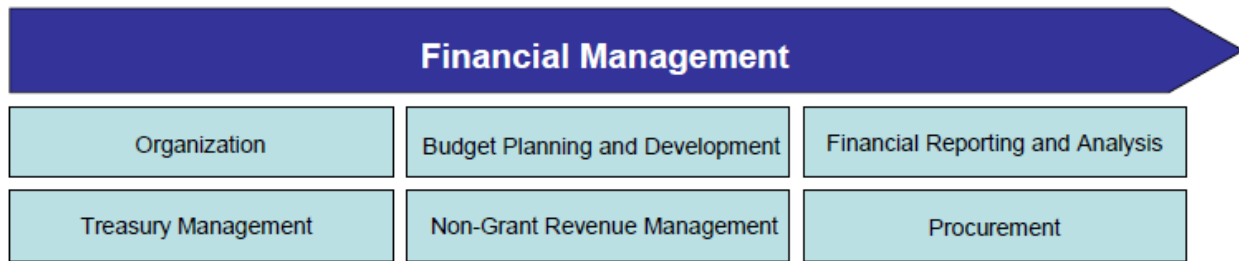 Financial Management
Organization
Budget Planning and Development
Financial Reporting and Analysis
Treasury Management
Non-Grant Revenue Management
Procurement